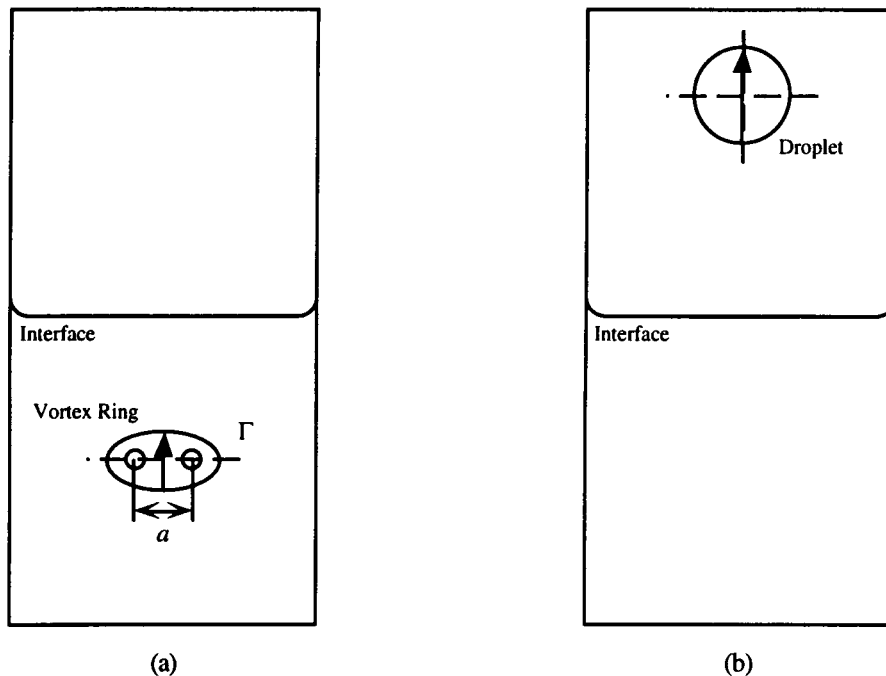 Droplet
Interface
Interface
Vortex Ring
Γ
a
(a)
(b)